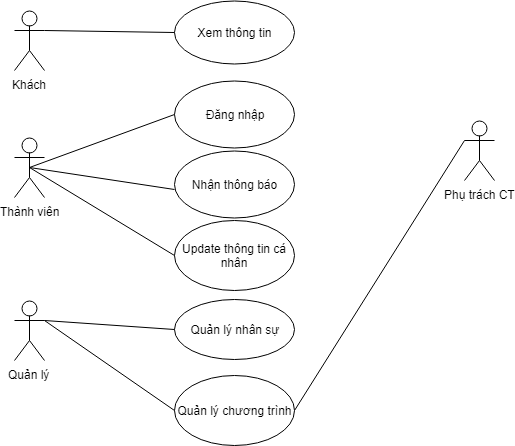 Xem thông tin
Khách
Đăng nhập
Thành viên
Nhận thông báo
Phụ trách CT
Update thông tin cá
nhân
Quản lý
Quản lý nhân sự
Quản lý chương trình